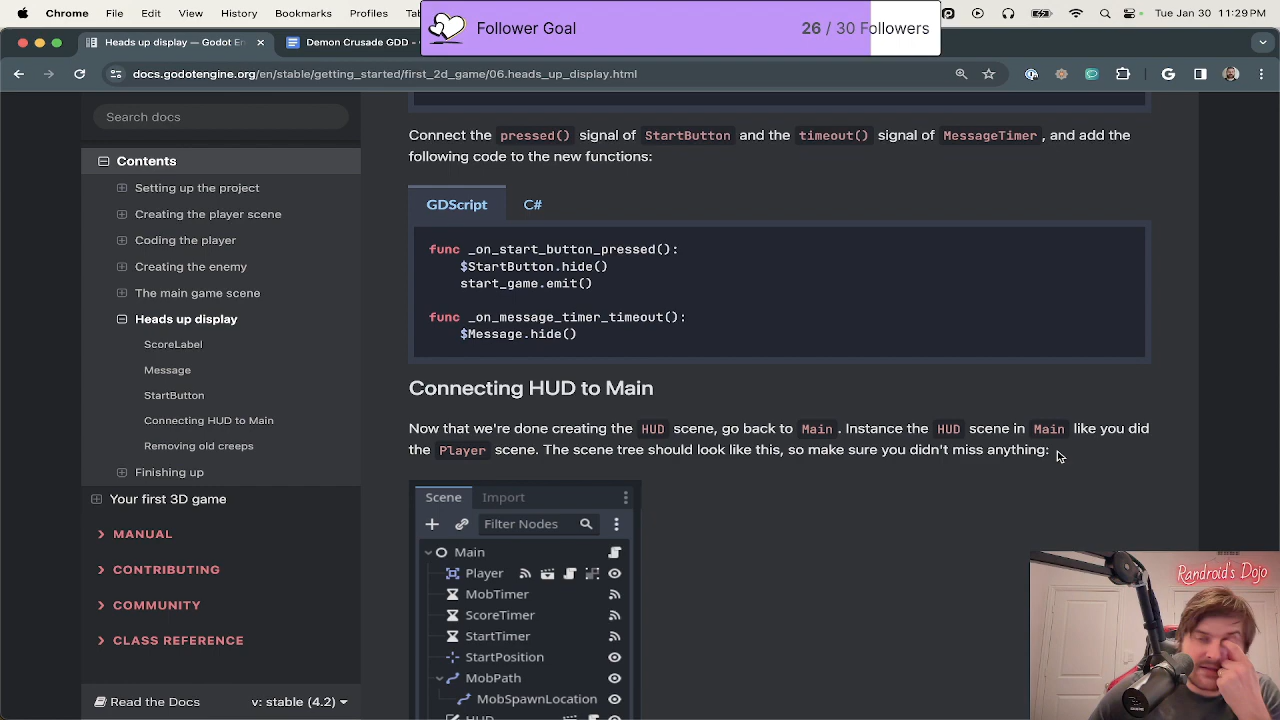 Chrome
File
Edit
View
History
Bookmarks
Profiles
Follower Goal
26 / 30 Followers
Tue Jan 30 11:29 PM
Heads up display — Godot En
Demon Crusade GDD -
docs.godotengine.org/en/stable/getting_started/first_2d_game/06.heads_up_display.html
Search docs
Contents
Setting up the project
Creating the player scene
Coding the player
Creating the enemy
The main game scene
Heads up display
ScoreLabel
Message
StartButton
Connecting HUD to Main
Removing old creeps
Finishing up
Your first 3D game
MANUAL
CONTRIBUTING
COMMUNITY
CLASS REFERENCE
Read the Docs
v: stable (4.2)
Connect the pressed() signal of StartButton and the timeout() signal of MessageTimer, and add the
following code to the new functions:
GDScript
C#
func _on_start_button_pressed():
$StartButton.hide()
start_game.emit()
func _on_message_timer_timeout():
$Message.hide()
Connecting HUD to Main
Now that we're done creating the HUD scene, go back to Main. Instance the HUD scene in Main like you did
the Player scene. The scene tree should look like this, so make sure you didn't miss anything:
Scene
Import
Filter Nodes
Main
Player
MobTimer
ScoreTimer
StartTimer
StartPosition
MobPath
MobSpawnLocation
HUD
Randroid's Dojo